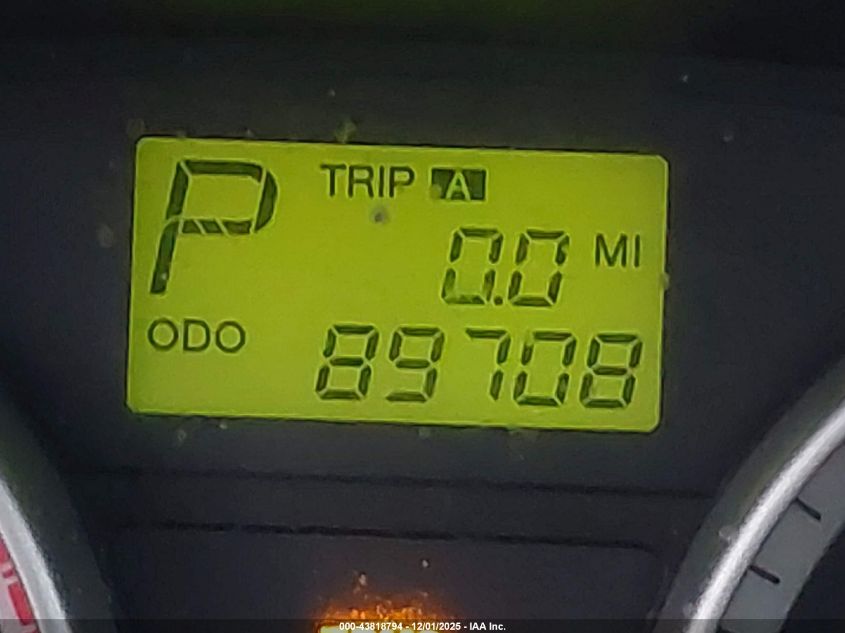 P TRIP A
0.0 MI
ODO 89708
000-43818794 - 12/01/2025 - IAA Inc.